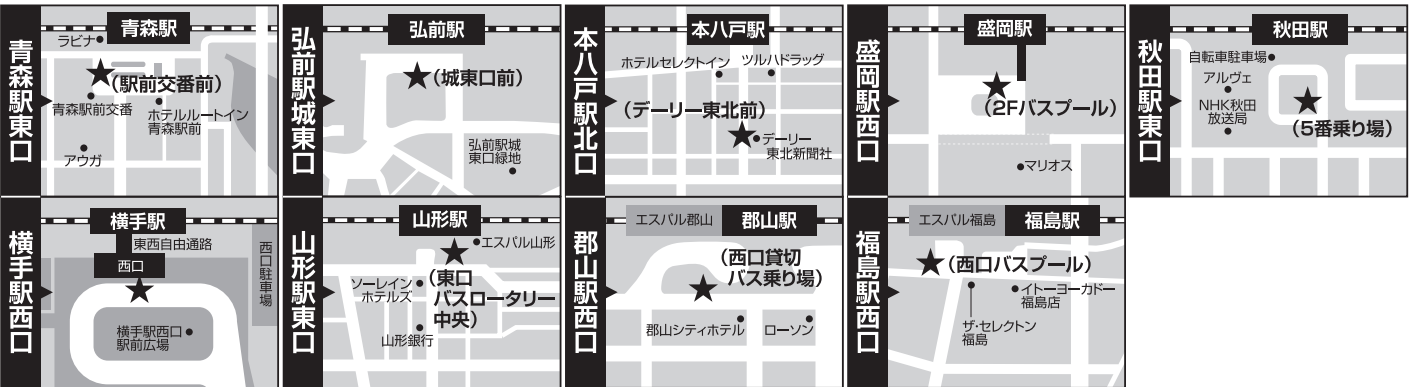 青森駅東口
青森駅
ラビナ
(駅前交番前)
青森駅前交番
ホテルルートイン
青森駅前
アウガ
弘前駅城東口
弘前駅
(城東口前)
弘前駅城
東口緑地
本八戸駅北口
本八戸駅
ホテルセレクトイン
ツルハドラッグ
(デーリー東北前)
デーリー
東北新聞社
盛岡駅西口
盛岡駅
(2Fバスプール)
マリオス
秋田駅東口
秋田駅
自転車駐車場
アルヴェ
NHK秋田
放送局
(5番乗り場)
横手駅西口
横手駅
東西自由通路
西口
西口駐車場
横手駅西口
駅前広場
山形駅東口
山形駅
エスパル山形
(東口
バスロータリー
中央)
ソーレイン
ホテルズ
山形銀行
郡山駅西口
エスパル郡山
郡山駅
(西口貸切
バス乗り場)
郡山シティホテル
ローソン
福島駅西口
エスパル福島
福島駅
(西口バスプール)
イトーヨーカドー
福島店
ザ・セレクトン
福島